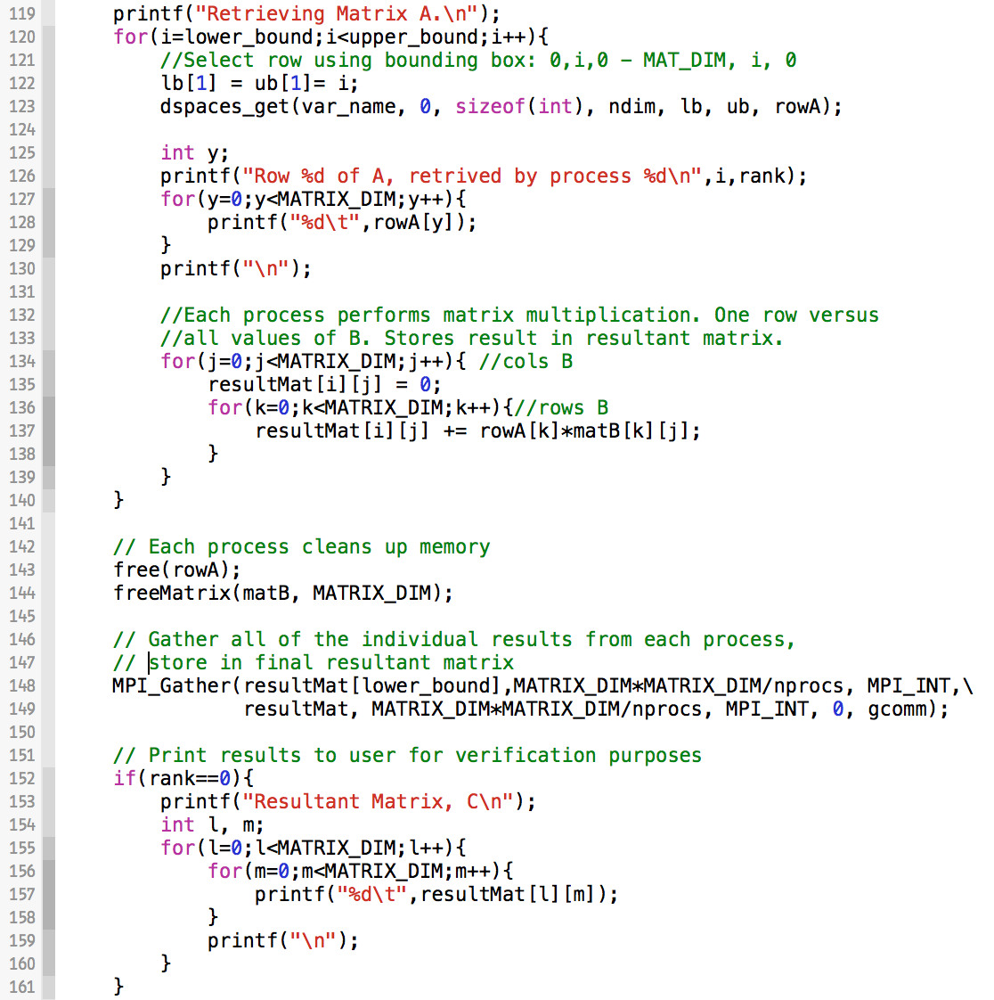 119 printf("Retrieving Matrix A.\n");
120 for(i=lower_bound;i<upper_bound;i++){
121 //Select row using bounding box: 0,i,0 – MAT_DIM, i, 0
122 lb[1] = ub[1]= i;
123 dspaces_get(var_name, 0, sizeof(int), ndim, lb, ub, rowA);
124
125 int y;
126 printf("Row %d of A, retrived by process %d\n",i,rank);
127 for(y=0;y<MATRIX_DIM;y++){
128 printf("%d\t",rowA[y]);
129 }
130 printf("\n");
131
132 //Each process performs matrix multiplication. One row versus
133 //all values of B. Stores result in resultant matrix.
134 for(j=0;j<MATRIX_DIM;j++){ //cols B
135 resultMat[i][j] = 0;
136 for(k=0;k<MATRIX_DIM;k++){//rows B
137 resultMat[i][j] += rowA[k]*matB[k][j];
138 }
139 }
140 }
141
142 // Each process cleans up memory
143 free(rowA);
144 freeMatrix(matB, MATRIX_DIM);
145
146 // Gather all of the individual results from each process,
147 // store in final resultant matrix
148 MPI_Gather(resultMat[lower_bound],MATRIX_DIM*MATRIX_DIM/nprocs, MPI_INT,\
149 resultMat, MATRIX_DIM*MATRIX_DIM/nprocs, MPI_INT, 0, gcomm);
150
151 // Print results to user for verification purposes
152 if(rank==0){
153 printf("Resultant Matrix, C\n");
154 int l, m;
155 for(l=0;l<MATRIX_DIM;l++){
156 for(m=0;m<MATRIX_DIM;m++){
157 printf("%d\t",resultMat[l][m]);
158 }
159 printf("\n");
160 }
161 }